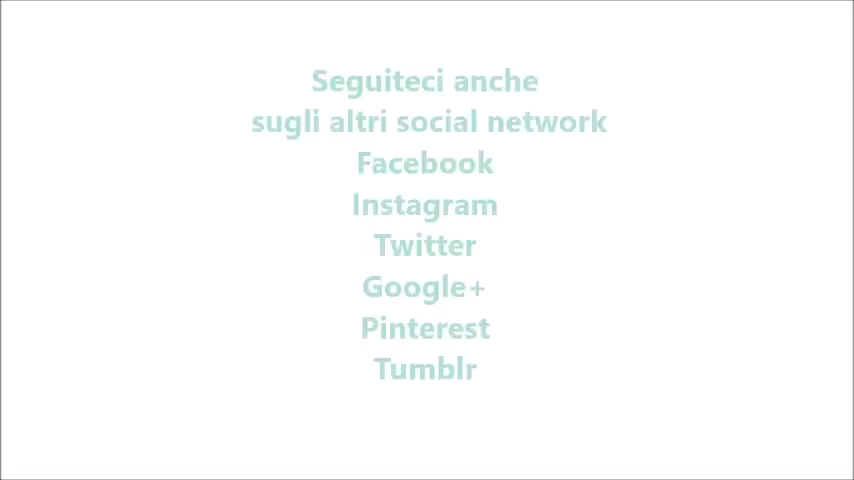 Seguiteci anche
sugli altri social network
Facebook
Instagram
Twitter
Google+
Pinterest
Tumblr